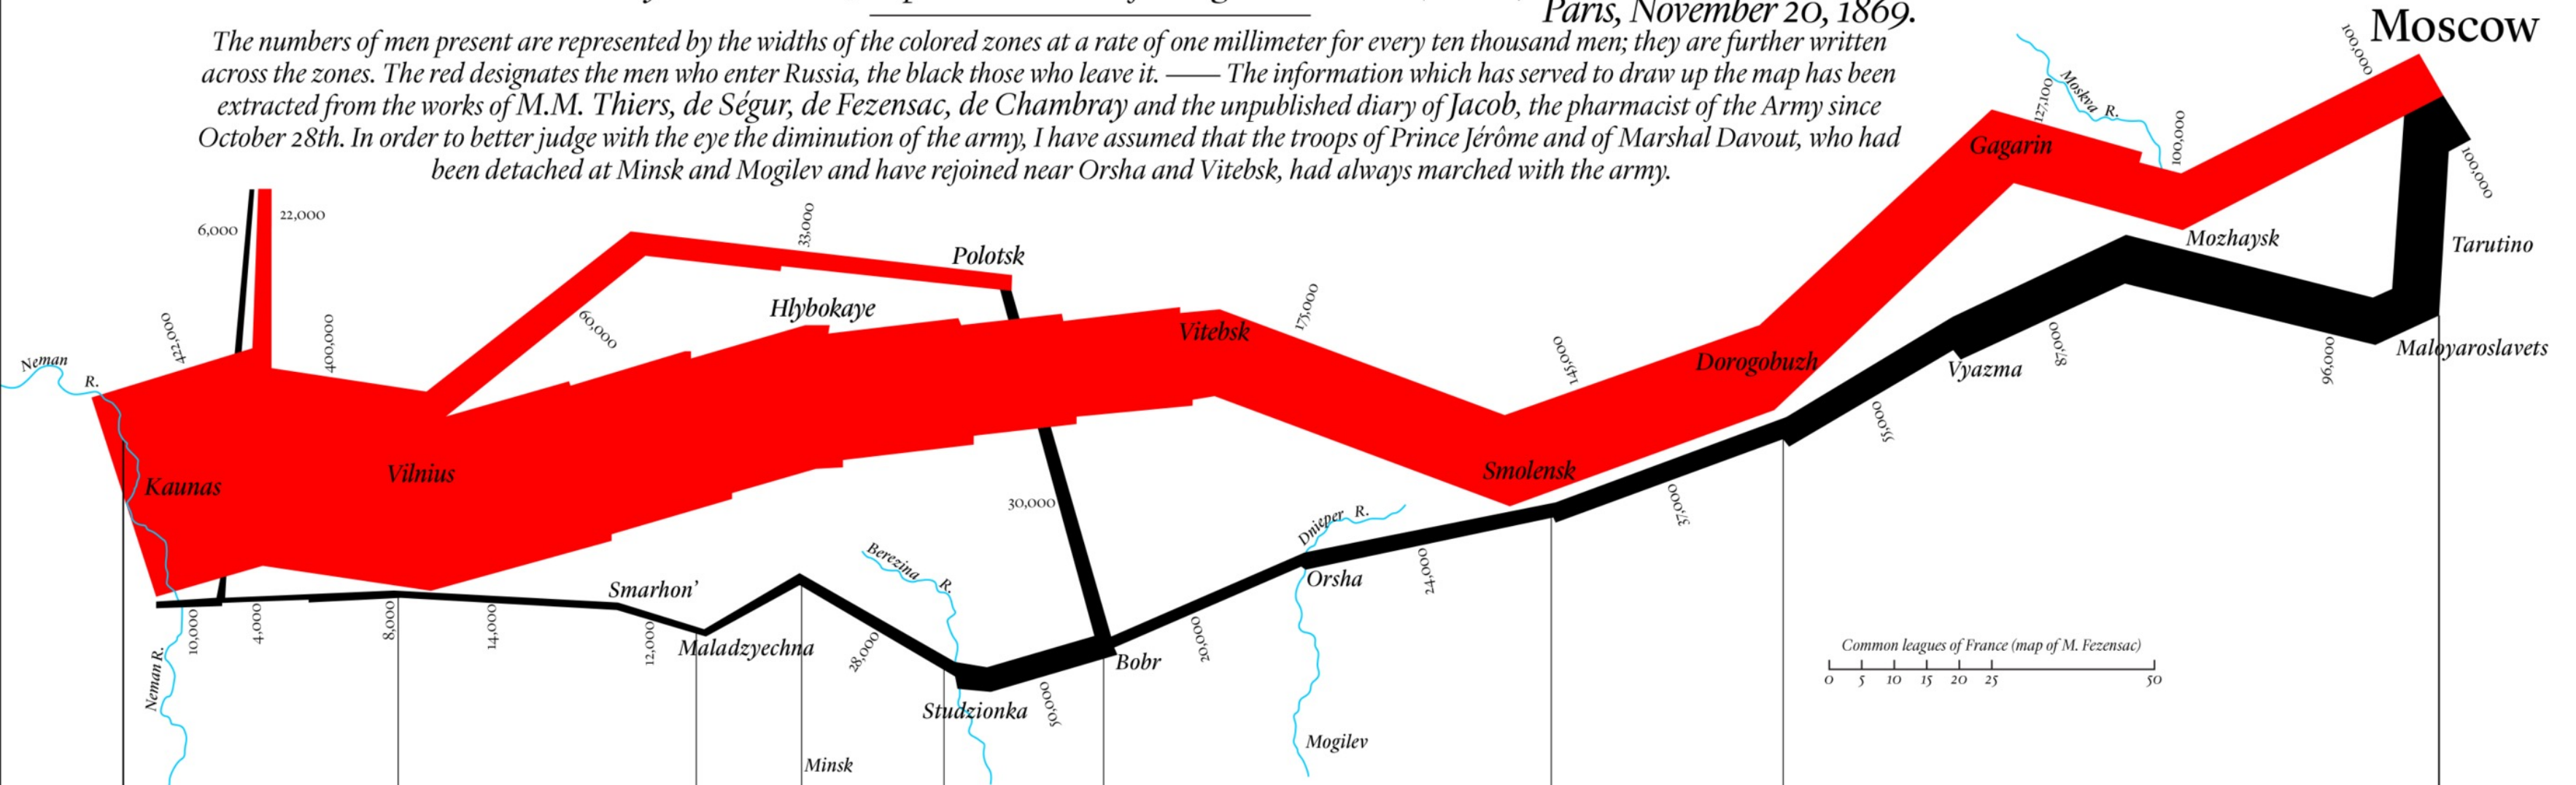 Paris, November 20, 1869.
The numbers of men present are represented by the widths of the colored zones at a rate of one millimeter for every ten thousand men; they are further written
across the zones. The red designates the men who enter Russia, the black those who leave it. —— The information which has served to draw up the map has been
extracted from the works of M.M. Thiers, de Ségur, de Fezensac, de Chambray and the unpublished diary of Jacob, the pharmacist of the Army since
October 28th. In order to better judge with the eye the diminution of the army, I have assumed that the troops of Prince Jérôme and of Marshal Davout, who had
been detached at Minsk and Mogilev and have rejoined near Orsha and Vitebsk, had always marched with the army.
Moscow
100,000
Moskva R.
127,100
100,000
Gagarin
100,000
Mozhaysk
Tarutino
Maloyaroslavets
6,000
22,000
33,000
Polotsk
Hlybokaye
60,000
422,000
400,000
Neman R.
Kaunas
Vilnius
Vitebsk
175,000
145,000
Smolensk
Dorogobuzh
Vyazma
87,000
96,000
55,000
37,000
30,000
Dnieper R.
Orsha
24,000
Berezina R.
Smarhon’
Maladzyechna
10,000
4,000
8,000
14,000
12,000
28,000
Neman R.
Studzionka
50,000
Bobr
20,000
Mogilev
Minsk
Common leagues of France (map of M. Fezensac)
0 5 10 15 20 25 50